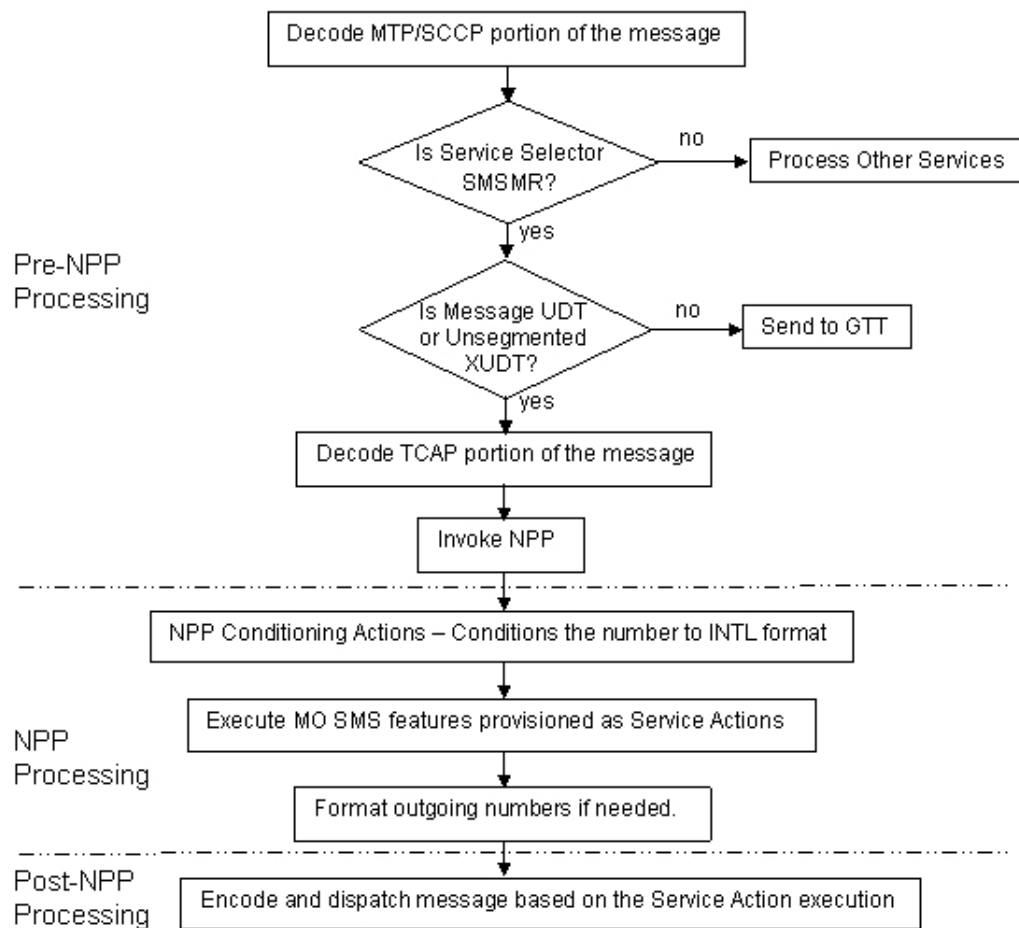 Decode MTP/SCCP portion of the message
Is Service Selector
SMSMR?
no
Process Other Services
yes
Pre-NPP
Processing
Is Message UDT
or Unsegmented
XUDT?
no
Send to GTT
yes
Decode TCAP portion of the message
Invoke NPP
NPP Conditioning Actions – Conditions the number to INTL format
Execute MO SMS features provisioned as Service Actions
NPP
Processing
Format outgoing numbers if needed.
Post-NPP
Processing
Encode and dispatch message based on the Service Action execution